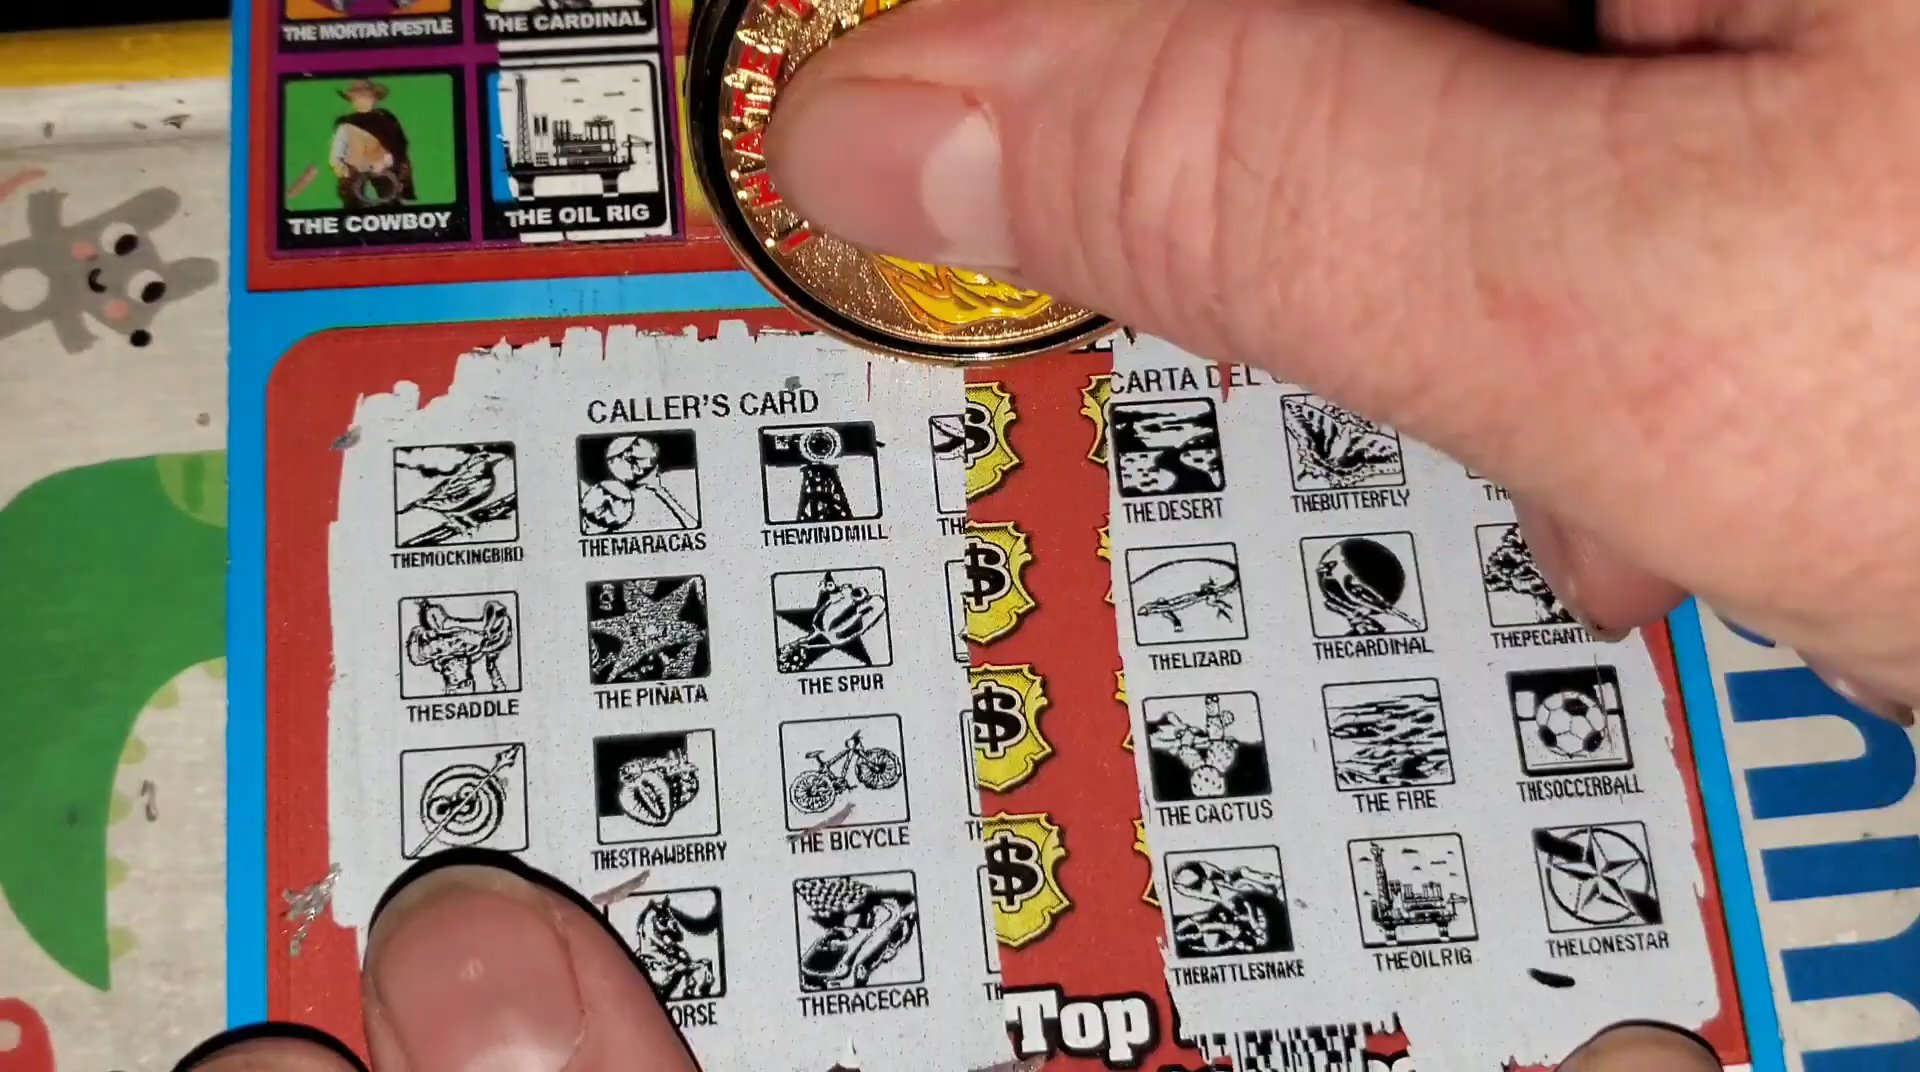 THE MORTAR PESTLE
THE CARDINAL
THE COWBOY
THE OIL RIG
I HATE
CALLER'S CARD
THEMOCKINGBIRD
THEMARACAS
THEWINDMILL
THESADDLE
THE PIÑATA
THE SPUR
THESTRAWBERRY
THE BICYCLE
ORSE
THERACECAR
CARTA DEL
THE DESERT
THEBUTTERFLY
THELIZARD
THECARDINAL
THEPECANT
THE CACTUS
THE FIRE
THESOCCERBALL
THERATTLESNAKE
THEOILRIG
THELONESTAR
Top